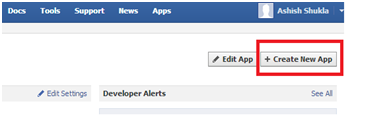 Docs Tools Support News Apps Ashish Shukla
Edit App + Create New App
Edit Settings Developer Alerts See All